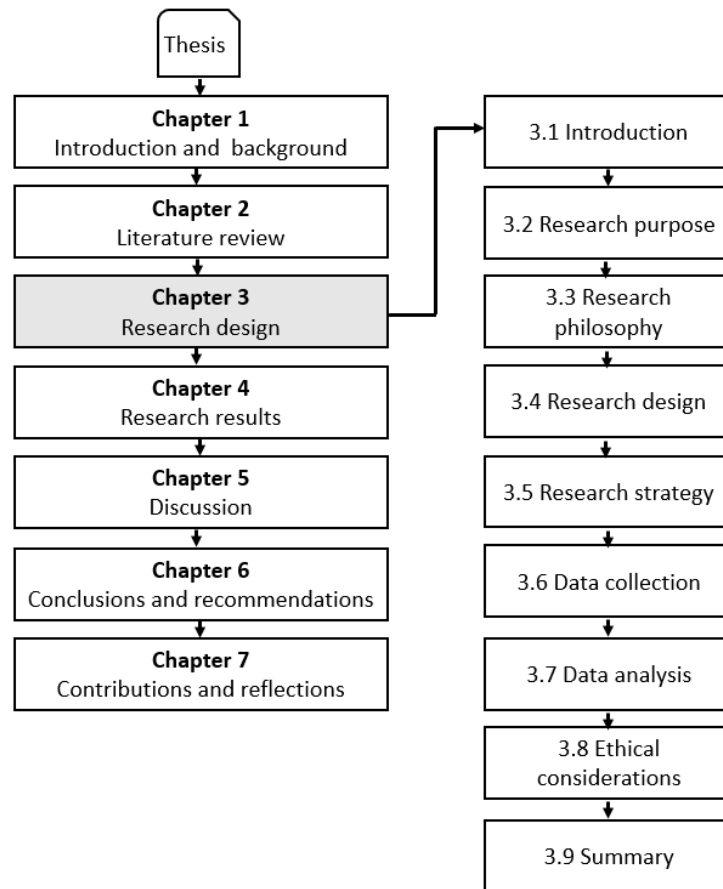 Thesis
Chapter 1
Introduction and background
Chapter 2
Literature review
Chapter 3
Research design
Chapter 4
Research results
Chapter 5
Discussion
Chapter 6
Conclusions and recommendations
Chapter 7
Contributions and reflections
3.1 Introduction
3.2 Research purpose
3.3 Research
philosophy
3.4 Research design
3.5 Research strategy
3.6 Data collection
3.7 Data analysis
3.8 Ethical
considerations
3.9 Summary